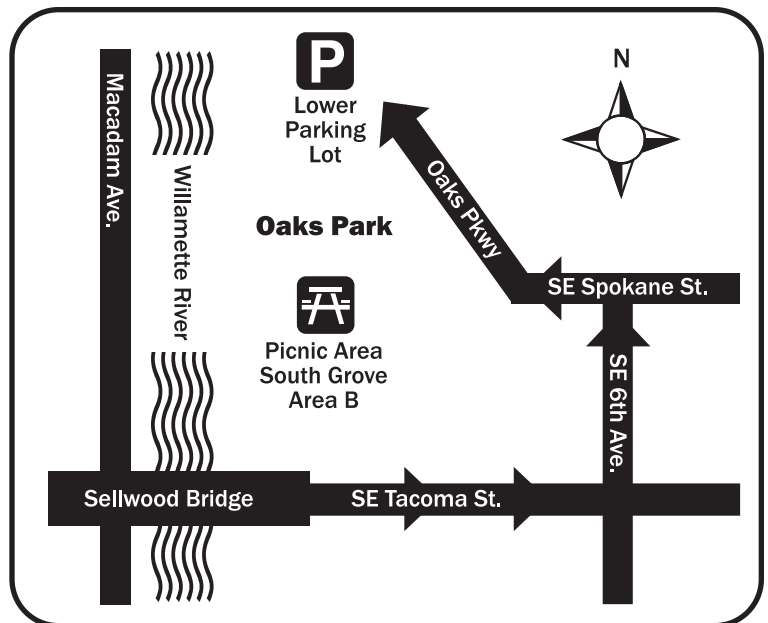 N
P
Lower
Parking
Lot
Macadam Ave.
Willamette River
Oaks Pkwy
Oaks Park
SE Spokane St.
Picnic Area
South Grove
Area B
SE 6th Ave.
Sellwood Bridge
SE Tacoma St.